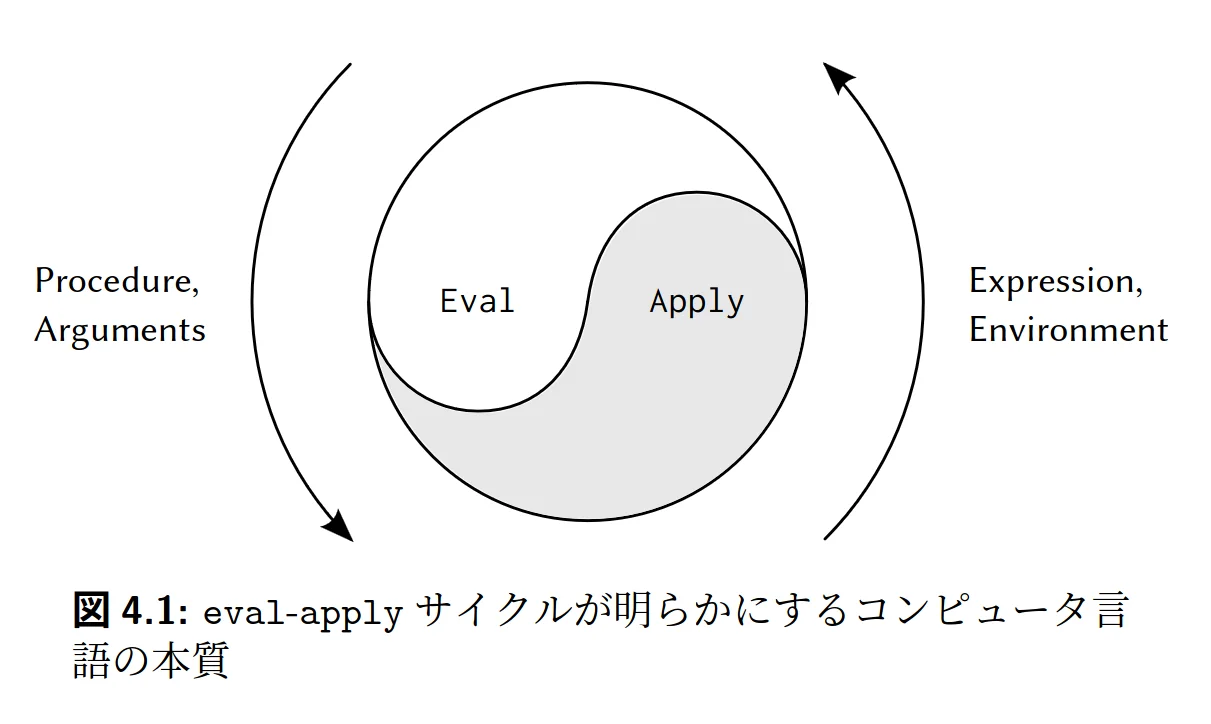 Procedure,
Arguments
Eval
Apply
Expression,
Environment
図 4.1: eval-apply サイクルが明らかにするコンピュータ言
語の本質